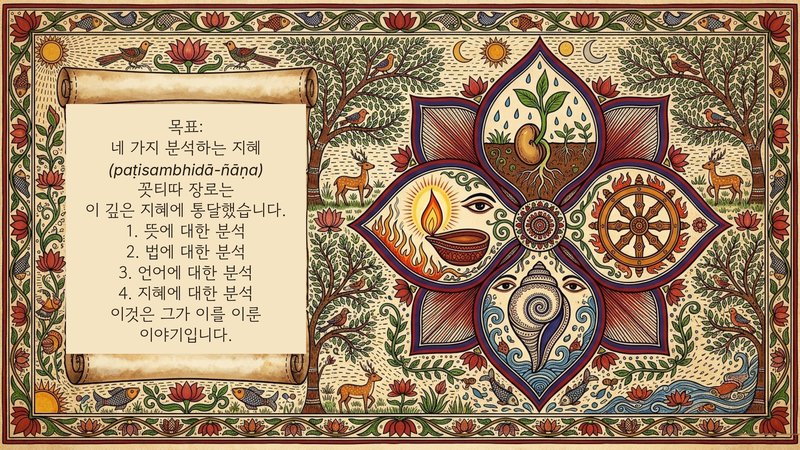 목표:
네 가지 분석하는 지혜
(paṭisambhidā-ñāṇa)
꼿티따 장로는
이 깊은 지혜에 통달했습니다.
1. 뜻에 대한 분석
2. 법에 대한 분석
3. 언어에 대한 분석
4. 지혜에 대한 분석
이것은 그가 이를 이룬
이야기입니다.